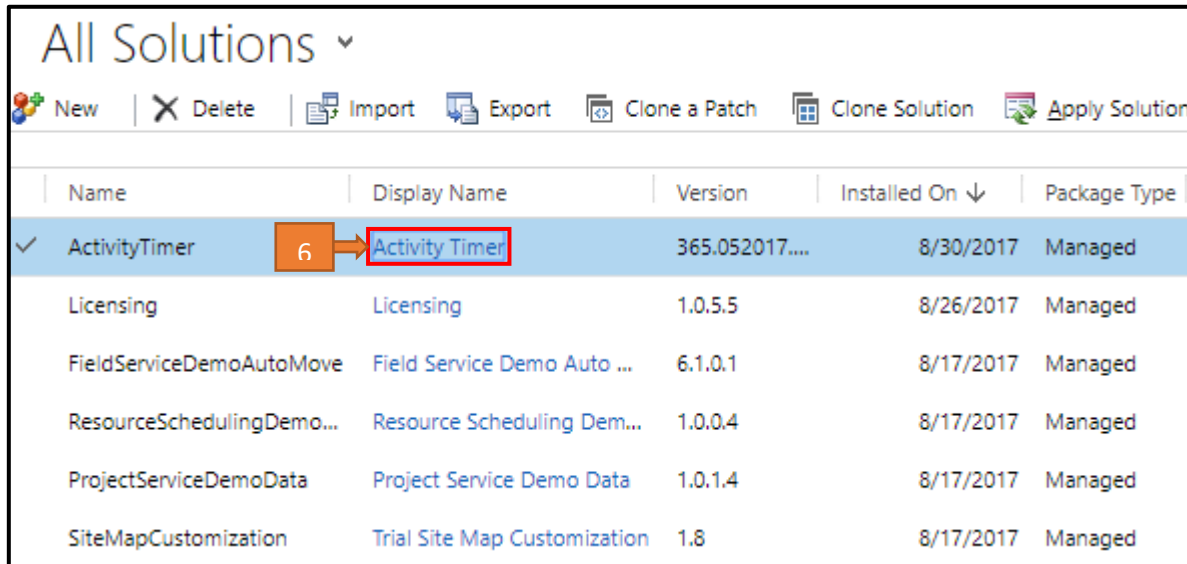 All Solutions
New Delete Import Export Clone a Patch Clone Solution Apply Solution
Name Display Name Version Installed On Package Type
ActivityTimer 6 Activity Timer 365.052017.... 8/30/2017 Managed
Licensing Licensing 1.0.5.5 8/26/2017 Managed
FieldServiceDemoAutoMove Field Service Demo Auto ... 6.1.0.1 8/17/2017 Managed
ResourceSchedulingDemo... Resource Scheduling Dem... 1.0.0.4 8/17/2017 Managed
ProjectServiceDemoData Project Service Demo Data 1.0.1.4 8/17/2017 Managed
SiteMapCustomization Trial Site Map Customization 1.8 8/17/2017 Managed